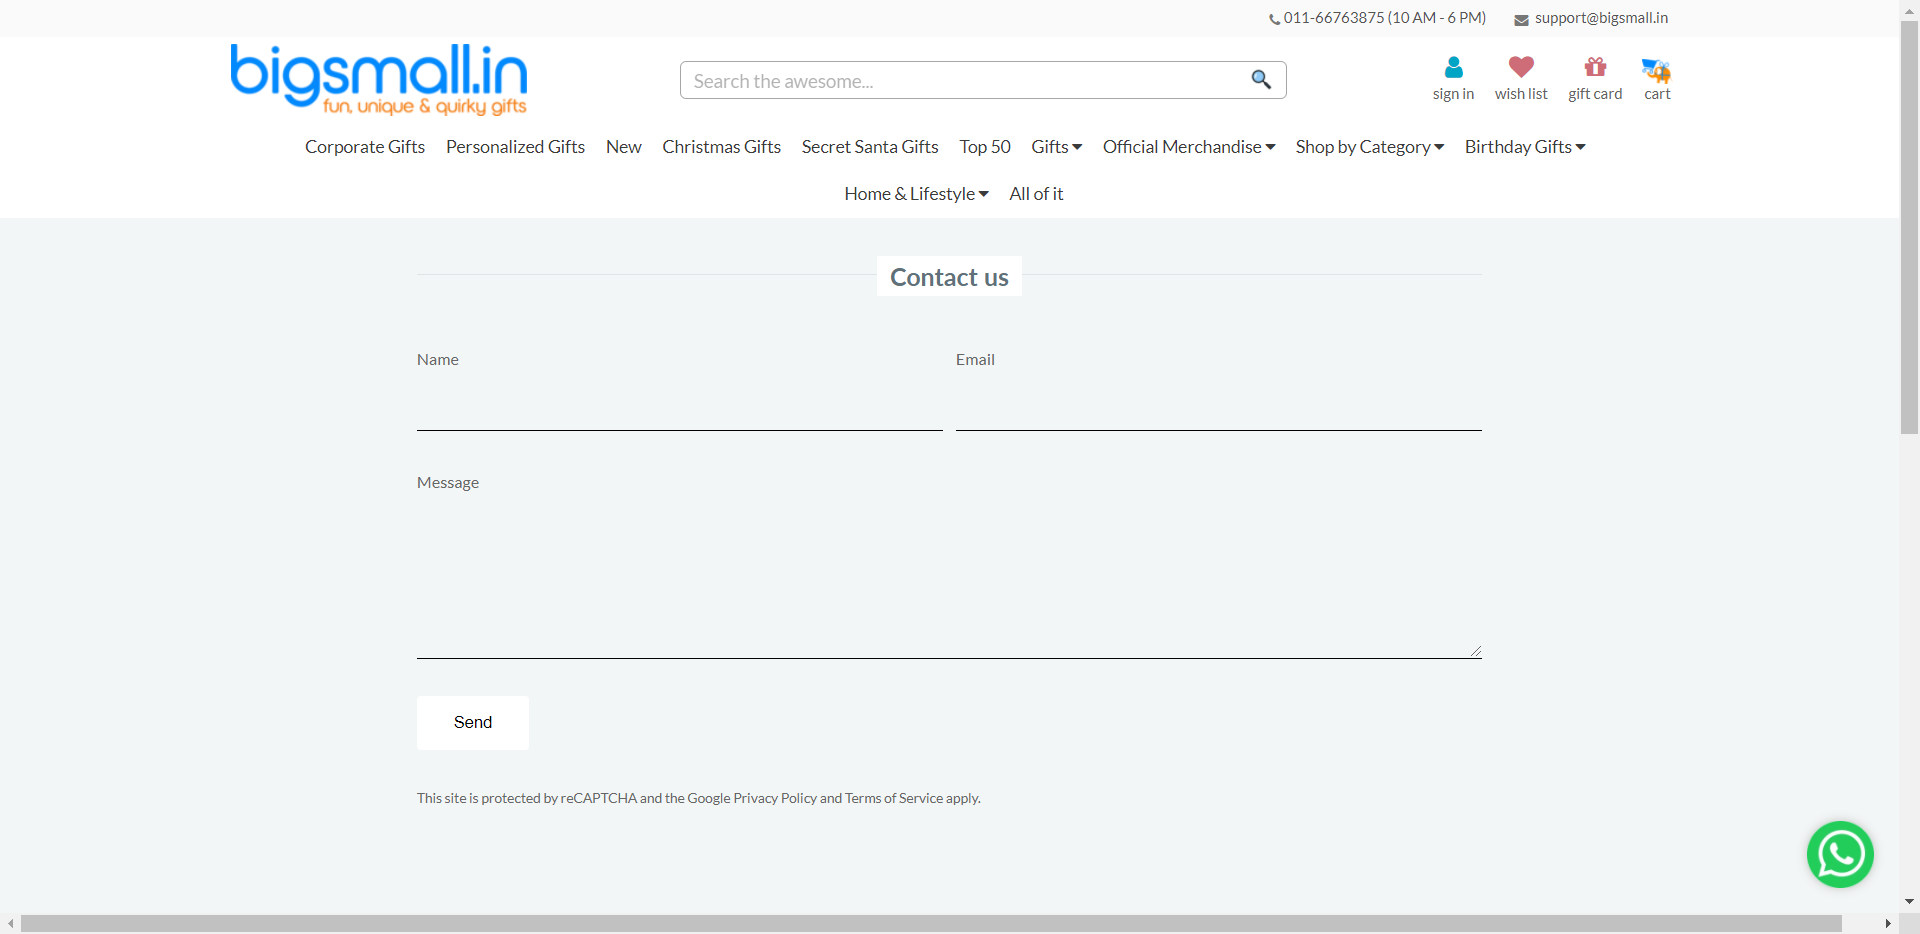 011-66763875 (10 AM - 6 PM) support@bigsmall.in
bigsmall.in
fun, unique & quirky gifts
Search the awesome...
sign in wish list gift card cart
Corporate Gifts Personalized Gifts New Christmas Gifts Secret Santa Gifts Top 50 Gifts Official Merchandise Shop by Category Birthday Gifts
Home & Lifestyle All of it
Contact us
Name Email
Message
Send
This site is protected by reCAPTCHA and the Google Privacy Policy and Terms of Service apply.